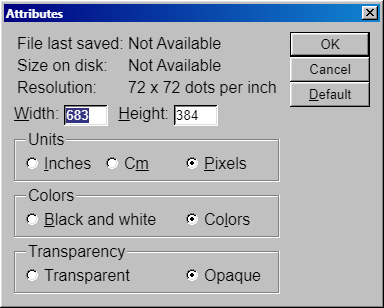 Attributes
File last saved: Not Available
OK
Size on disk: Not Available
Cancel
Resolution: 72 x 72 dots per inch
Default
Width: 683 Height: 384
Units
Inches Cm Pixels
Colors
Black and white Colors
Transparency
Transparent Opaque